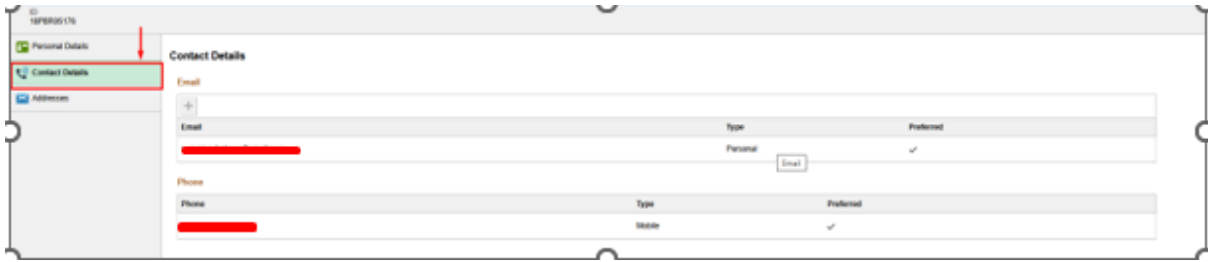 ID
Personal Details
Contact Details
Addresses
Contact Details
Email
+
Email Type Preferred
Personal
Email
Phone
Phone Type Preferred
Mobile